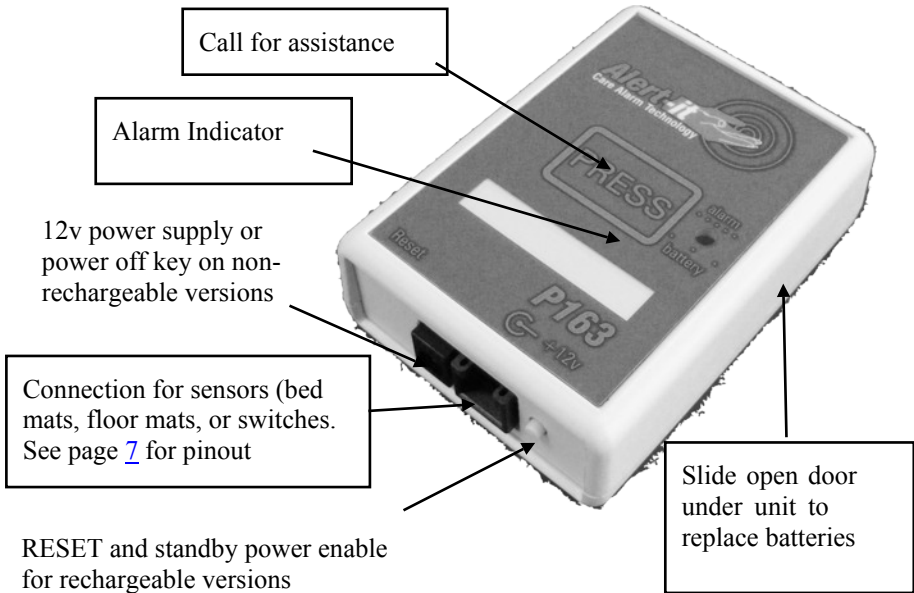 Call for assistance
Alarm Indicator
12v power supply or
power off key on non-
rechargeable versions
Connection for sensors (bed
mats, floor mats, or switches.
See page 7 for pinout
RESET and standby power enable
for rechargeable versions
Slide open door
under unit to
replace batteries
Alert-it
Care Alarm Technology
PRESS
alarm
battery
Reset
P163
+12v